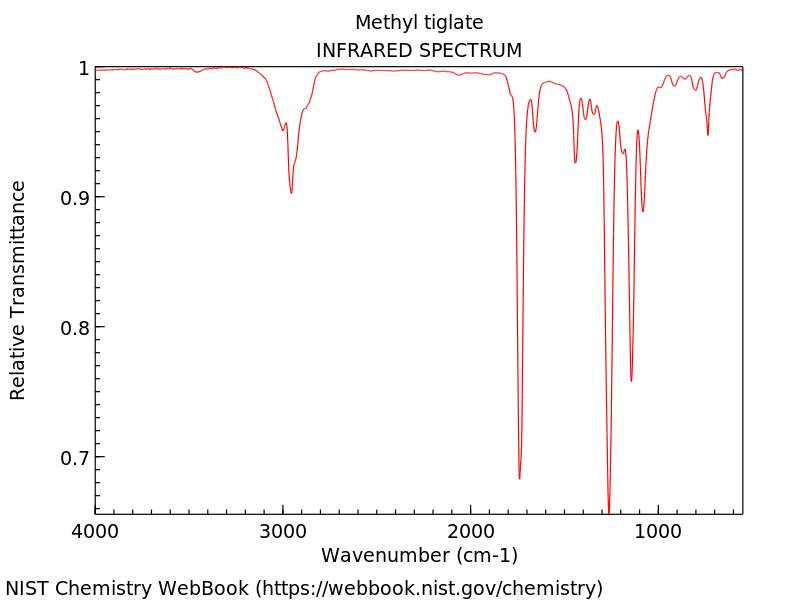 Methyl tiglate
INFRARED SPECTRUM
1
0.9
0.8
0.7
Relative Transmittance
4000 3000 2000 1000
Wavenumber (cm-1)
NIST Chemistry WebBook (https://webbook.nist.gov/chemistry)